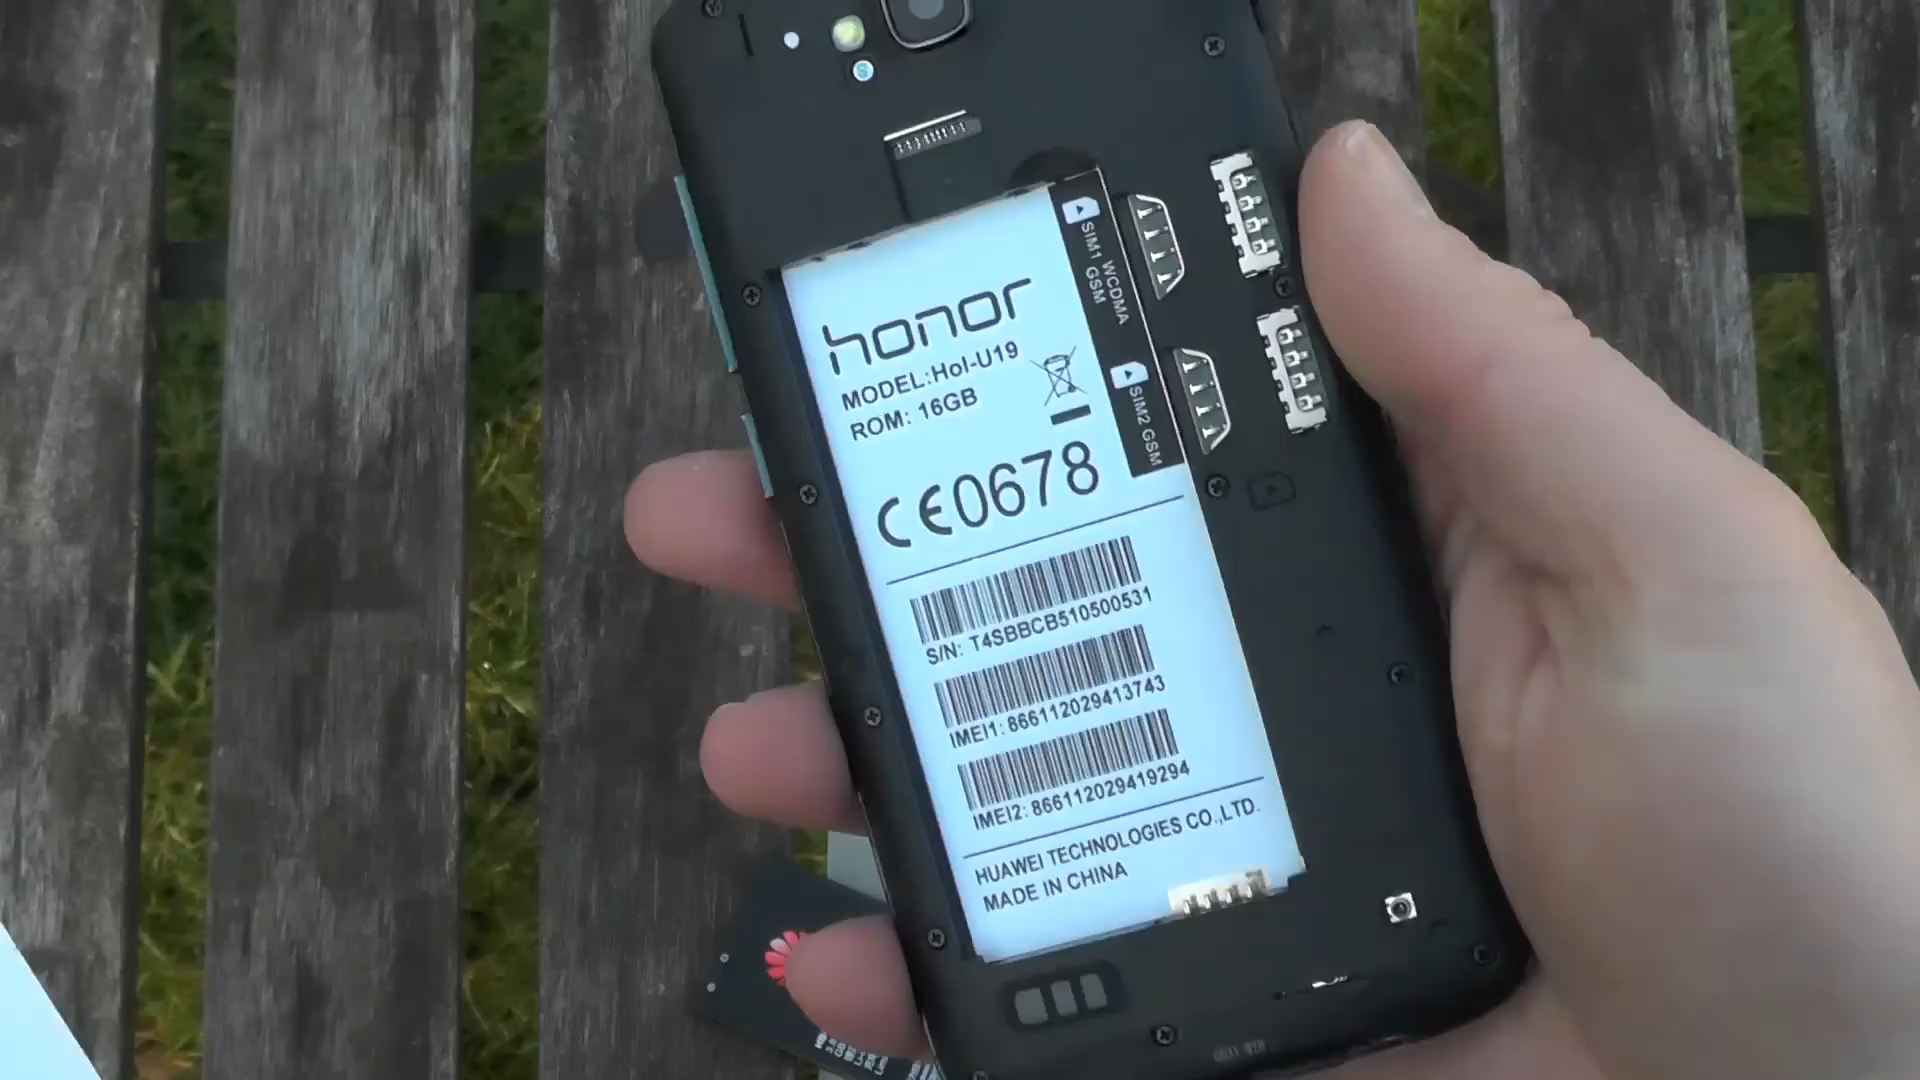 honor
MODEL:Hol-U19
ROM: 16GB
WCDMA
SIM1 GSM
SIM2 GSM
CE0678
S/N: T4SBBCB510500531
IMEI1: 866112029413743
IMEI2: 866112029419294
HUAWEI TECHNOLOGIES CO.,LTD.
MADE IN CHINA